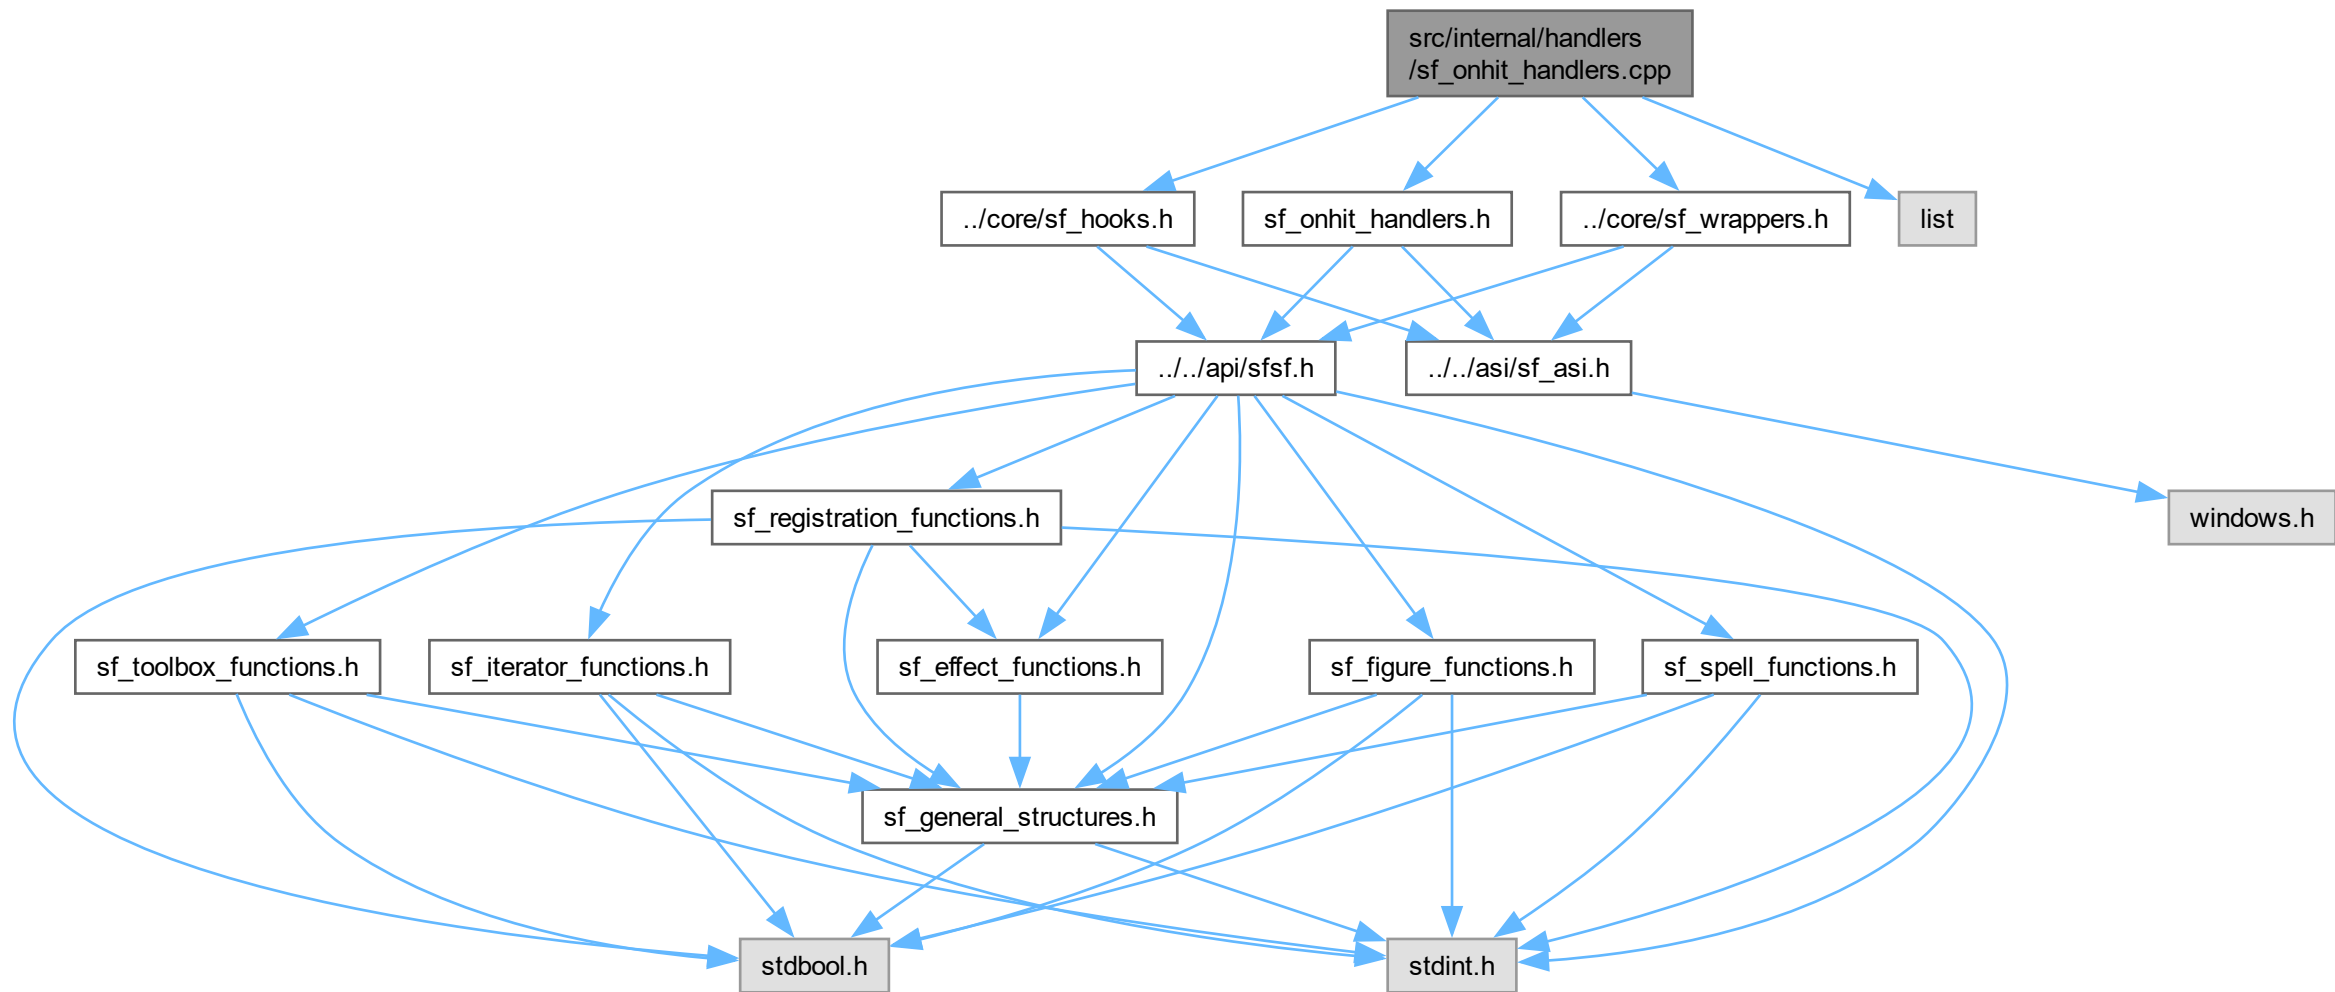 src/internal/handlers
/sf_onhit_handlers.cpp
../core/sf_hooks.h
sf_onhit_handlers.h
../core/sf_wrappers.h
list
../../api/sfsf.h
../../asi/sf_asi.h
sf_registration_functions.h
windows.h
sf_toolbox_functions.h
sf_iterator_functions.h
sf_effect_functions.h
sf_figure_functions.h
sf_spell_functions.h
sf_general_structures.h
stdbool.h
stdint.h